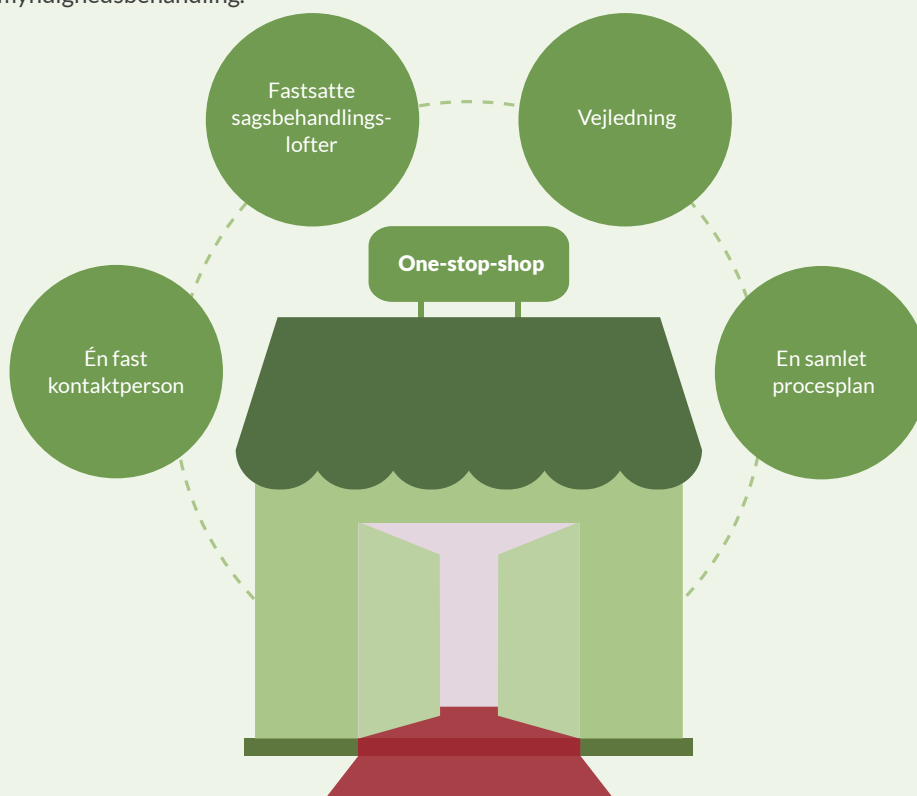 myndighedsbehandling.
Fastsatte
sagsbehandlings-
lofter
Vejledning
One-stop-shop
Én fast
kontaktperson
En samlet
procesplan